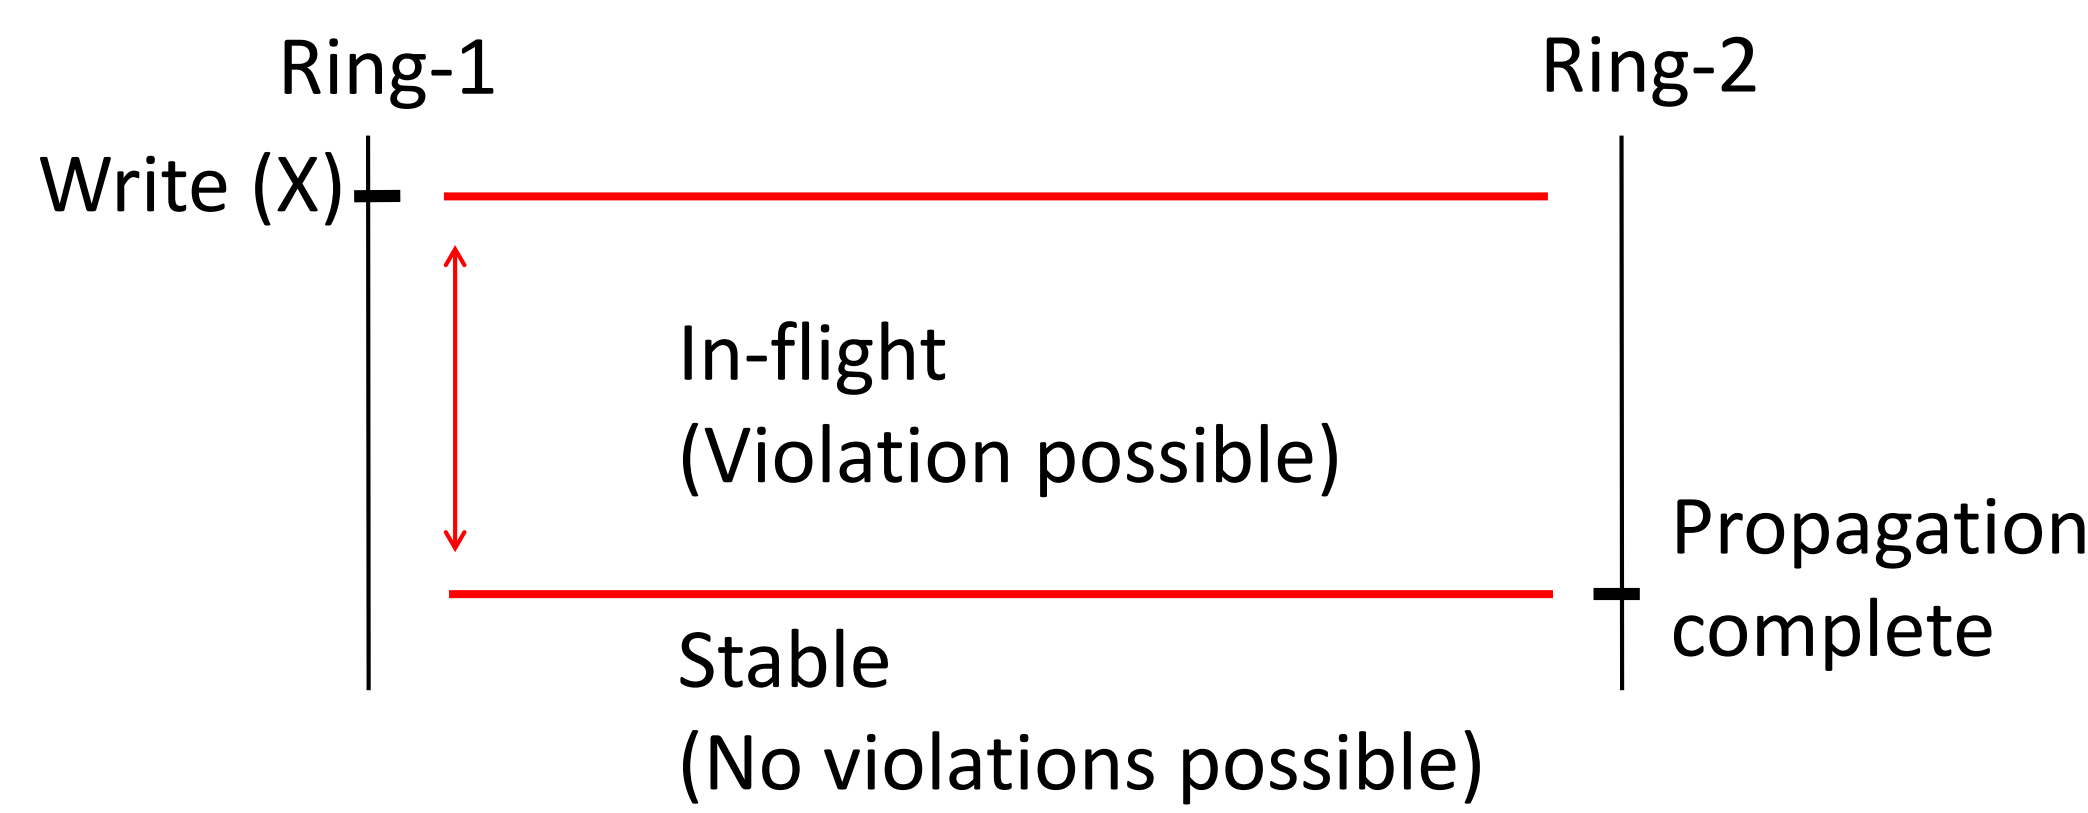 Ring-1
Ring-2
Write (X)
In-flight
(Violation possible)
Propagation
complete
Stable
(No violations possible)